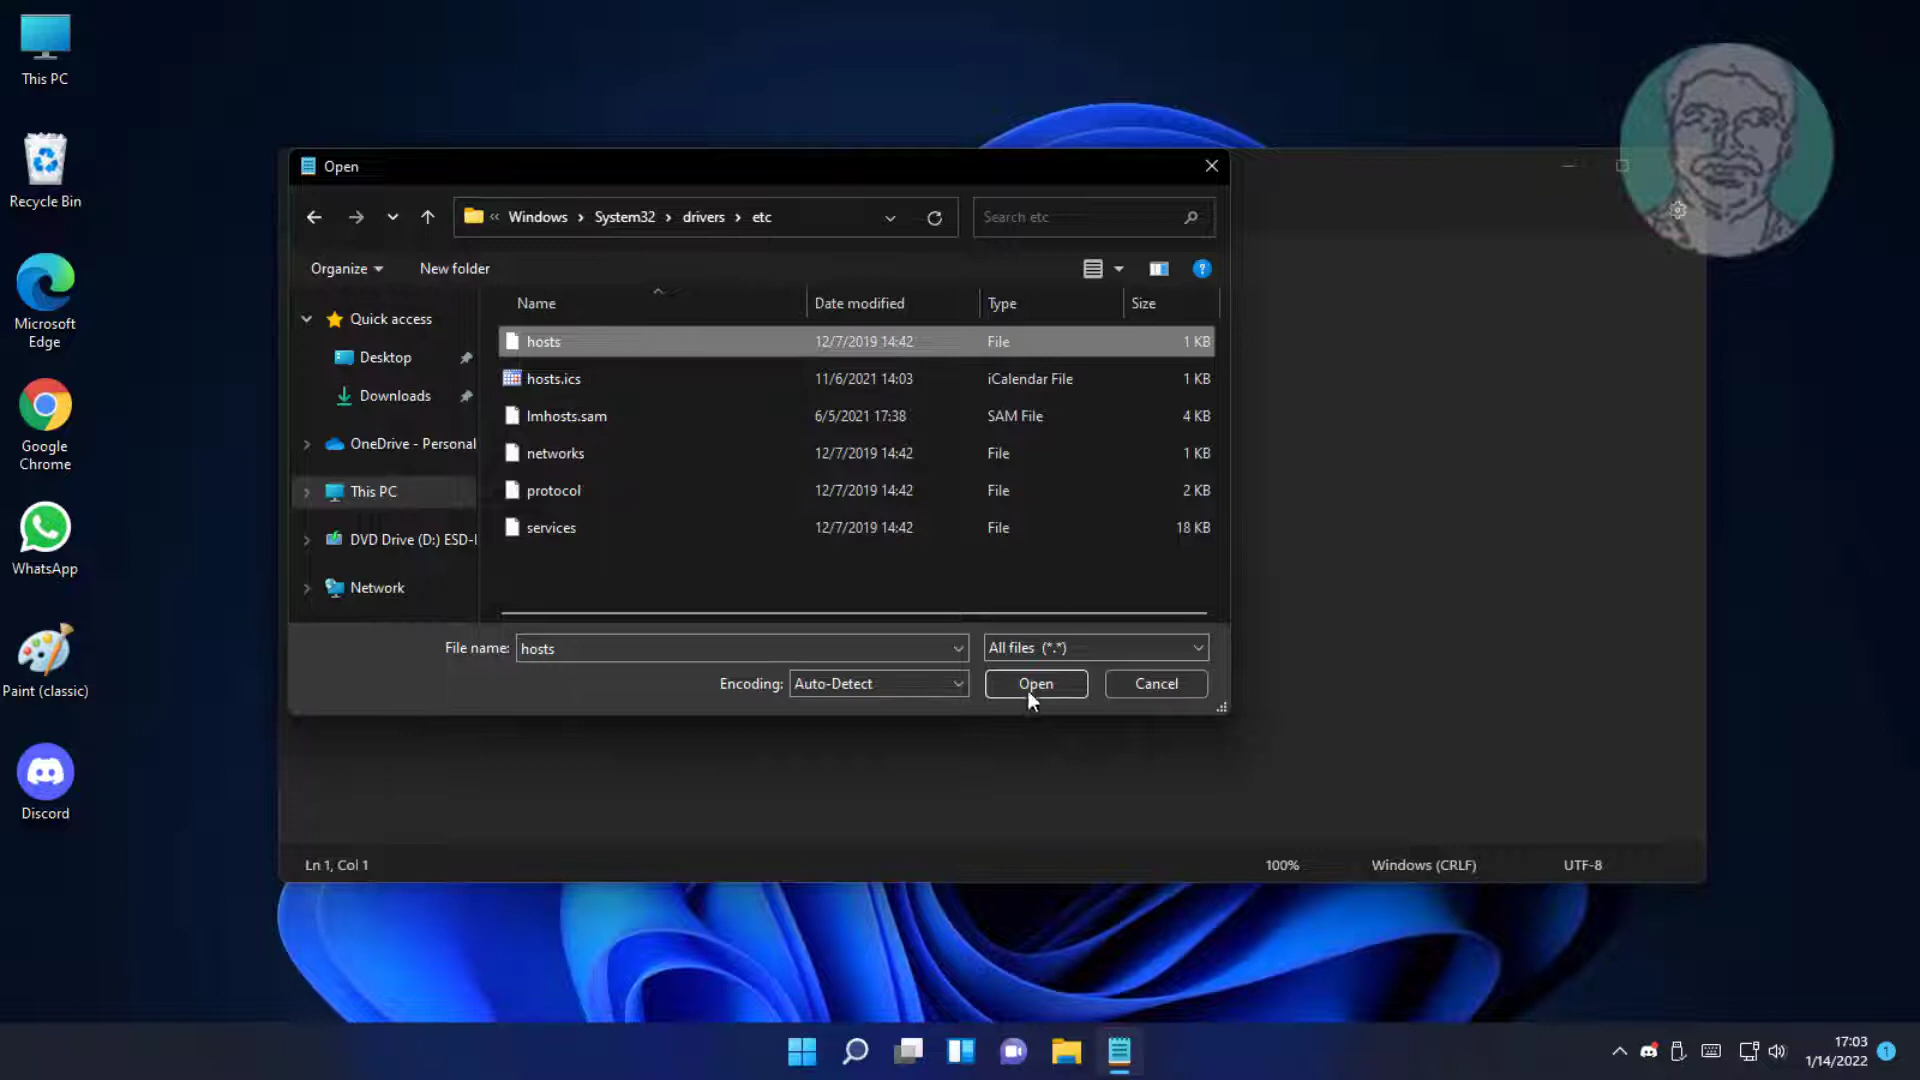 This PC
Recycle Bin
Microsoft
Edge
Google
Chrome
WhatsApp
Paint (classic)
Discord
Open
« Windows › System32 › drivers › etc
Search etc
Organize
New folder
Name
Date modified
Type
Size
Quick access
Desktop
Downloads
OneDrive - Personal
This PC
DVD Drive (D:) ESD-I
Network
hosts 12/7/2019 14:42 File 1 KB
hosts.ics 11/6/2021 14:03 iCalendar File 1 KB
lmhosts.sam 6/5/2021 17:38 SAM File 4 KB
networks 12/7/2019 14:42 File 1 KB
protocol 12/7/2019 14:42 File 2 KB
services 12/7/2019 14:42 File 18 KB
File name: hosts
All files (*.*)
Encoding: Auto-Detect
Open
Cancel
Ln 1, Col 1
100%
Windows (CRLF)
UTF-8
17:03
1/14/2022
1